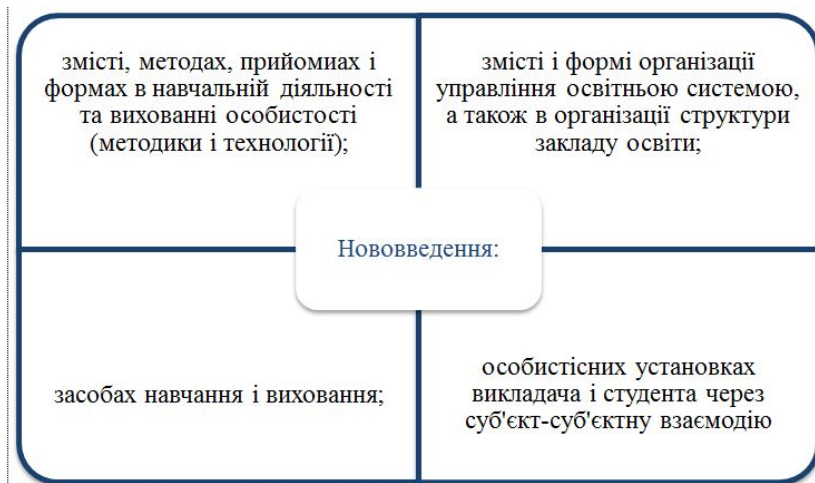 змісті, методах, прийомиах і
формах в навчальній діяльності
та вихованні особистості
(методики і технології);
змісті і формі організації
управління освітньою системою,
а також в організації структури
закладу освіти;
Нововведення:
засобах навчання і виховання;
особистісних установках
викладача і студента через
суб'єкт-суб'єктну взаємодію